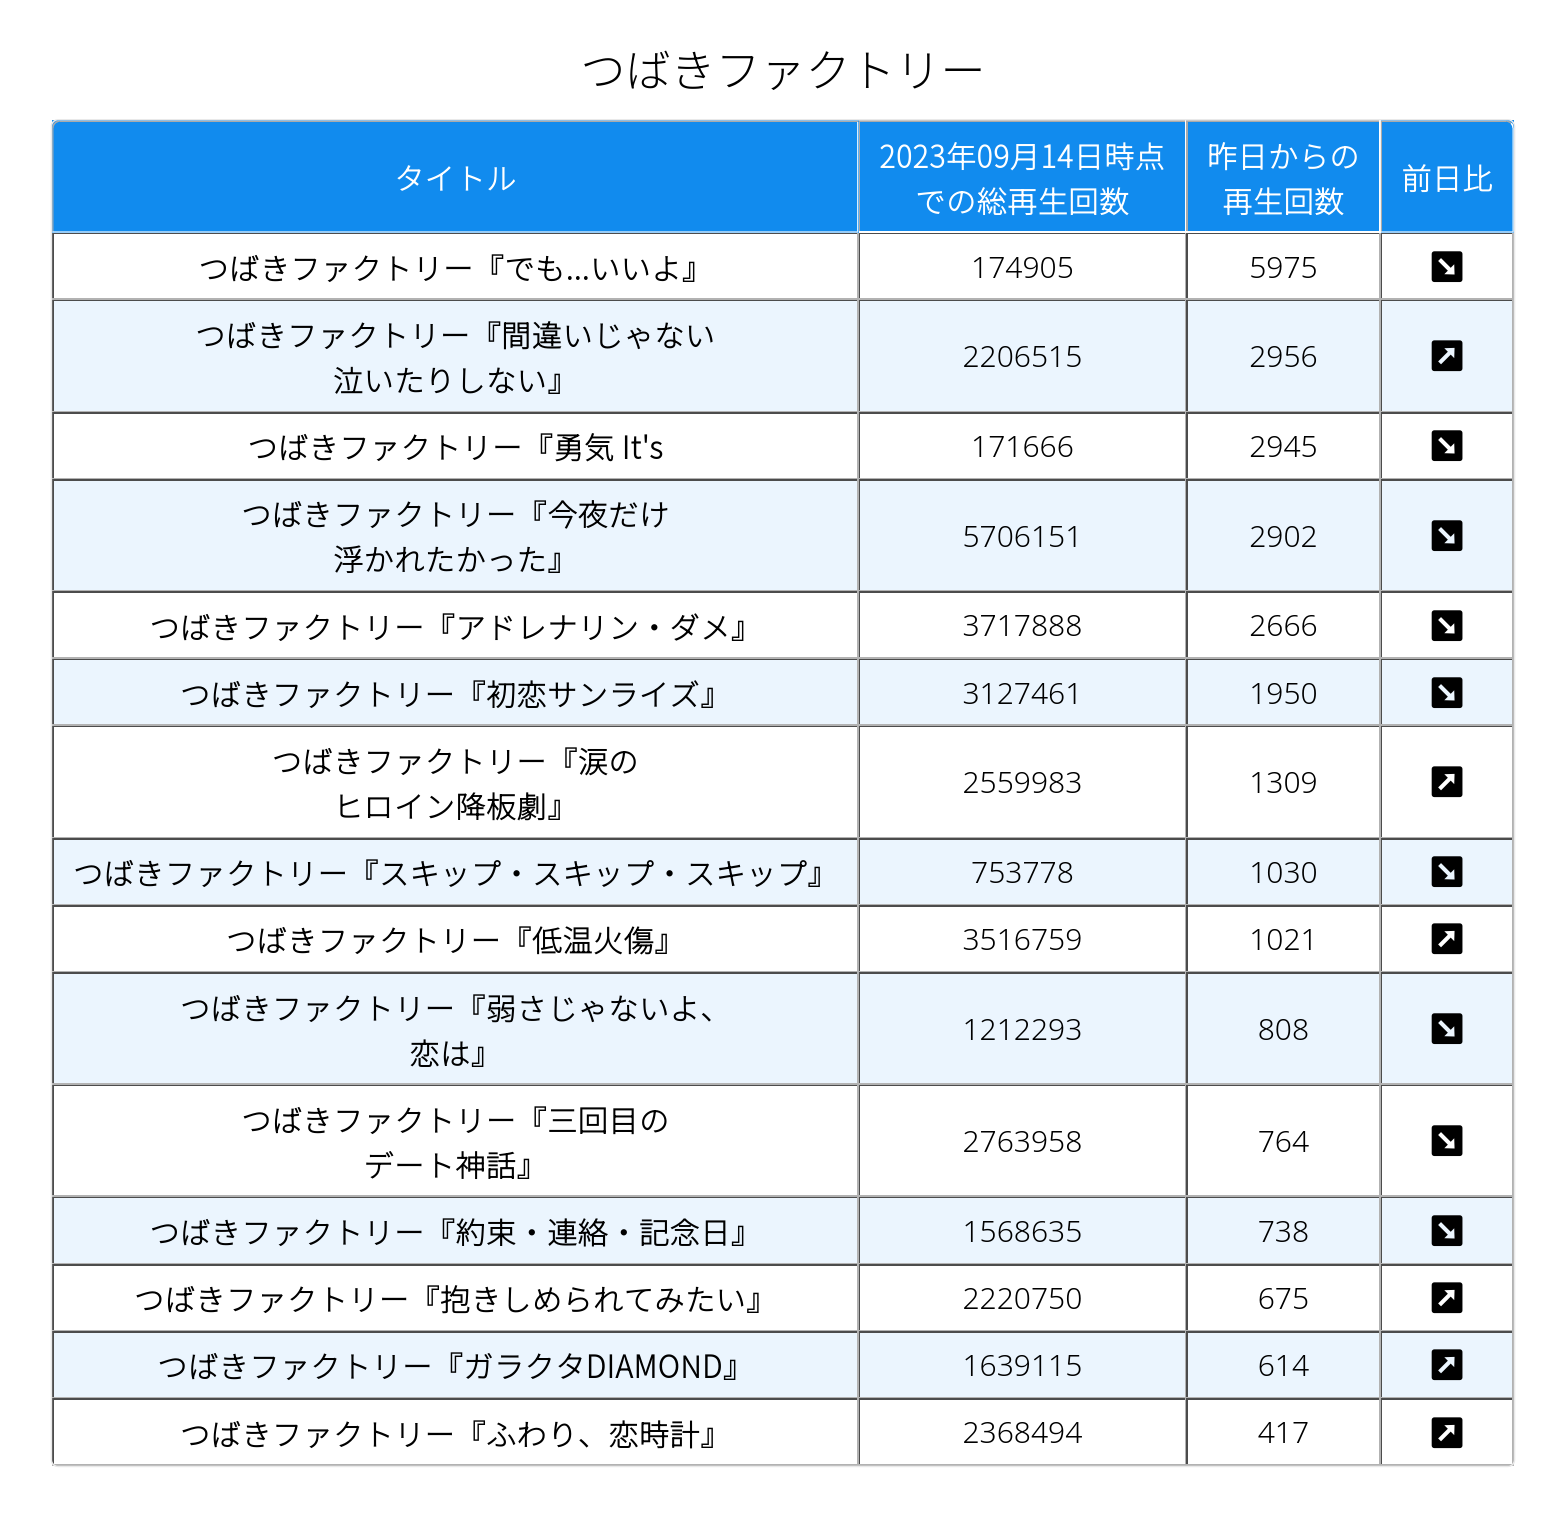 つばきファクトリー
タイトル
2023年09月14日時点
での総再生回数
昨日からの
再生回数
前日比
つばきファクトリー『でも...いいよ』
174905
5975
つばきファクトリー『間違いじゃない
泣いたりしない』
2206515
2956
つばきファクトリー『勇気 It's
171666
2945
つばきファクトリー『今夜だけ
浮かれたかった』
5706151
2902
つばきファクトリー『アドレナリン・ダメ』
3717888
2666
つばきファクトリー『初恋サンライズ』
3127461
1950
つばきファクトリー『涙の
ヒロイン降板劇』
2559983
1309
つばきファクトリー『スキップ・スキップ・スキップ』
753778
1030
つばきファクトリー『低温火傷』
3516759
1021
つばきファクトリー『弱さじゃないよ、
恋は』
1212293
808
つばきファクトリー『三回目の
デート神話』
2763958
764
つばきファクトリー『約束・連絡・記念日』
1568635
738
つばきファクトリー『抱きしめられてみたい』
2220750
675
つばきファクトリー『ガラクタDIAMOND』
1639115
614
つばきファクトリー『ふわり、恋時計』
2368494
417